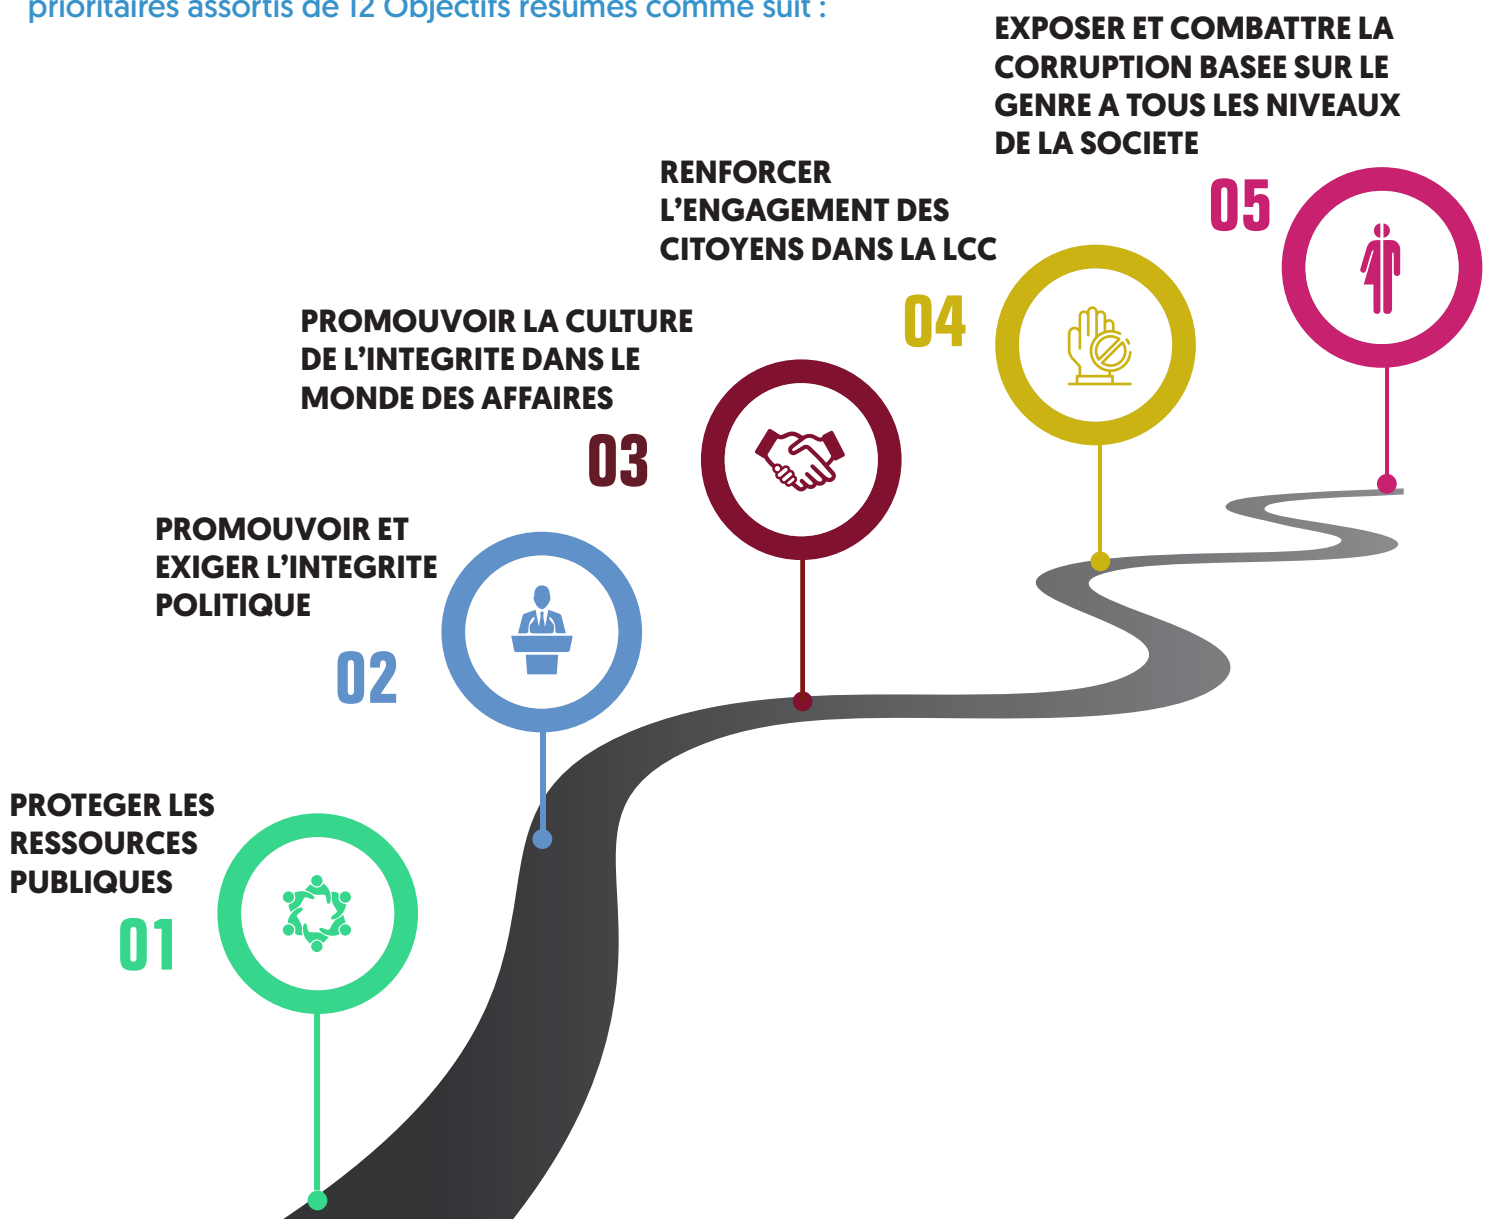 prioritaires assortis de 12 Objectifs résumés comme suit :
EXPOSER ET COMBATTRE LA
CORRUPTION BASEE SUR LE
GENRE A TOUS LES NIVEAUX
DE LA SOCIETE
05
RENFORCER
L’ENGAGEMENT DES
CITOYENS DANS LA LCC
04
PROMOUVOIR LA CULTURE
DE L’INTEGRITE DANS LE
MONDE DES AFFAIRES
03
PROMOUVOIR ET
EXIGER L’INTEGRITE
POLITIQUE
02
PROTEGER LES
RESSOURCES
PUBLIQUES
01